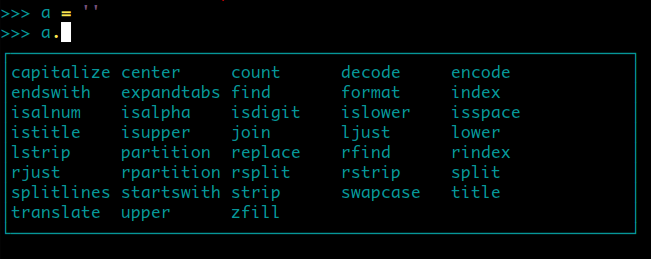 >>> a = ''
>>> a.
capitalize center count decode encode
endswith expandtabs find format index
isalnum isalpha isdigit islower isspace
istitle isupper join ljust lower
lstrip partition replace rfind rindex
rjust rpartition rsplit rstrip split
splitlines startswith strip swapcase title
translate upper zfill